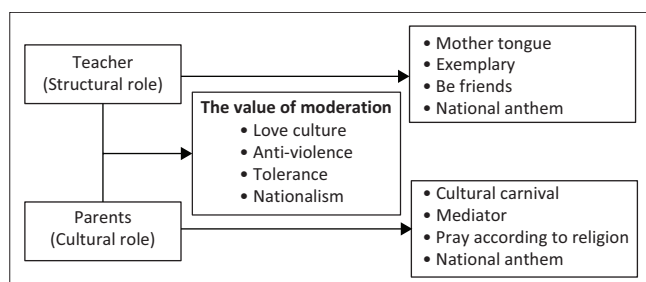 Teacher
(Structural role)
• Mother tongue
• Exemplary
• Be friends
• National anthem
The value of moderation
• Love culture
• Anti-violence
• Tolerance
• Nationalism
Parents
(Cultural role)
• Cultural carnival
• Mediator
• Pray according to religion
• National anthem